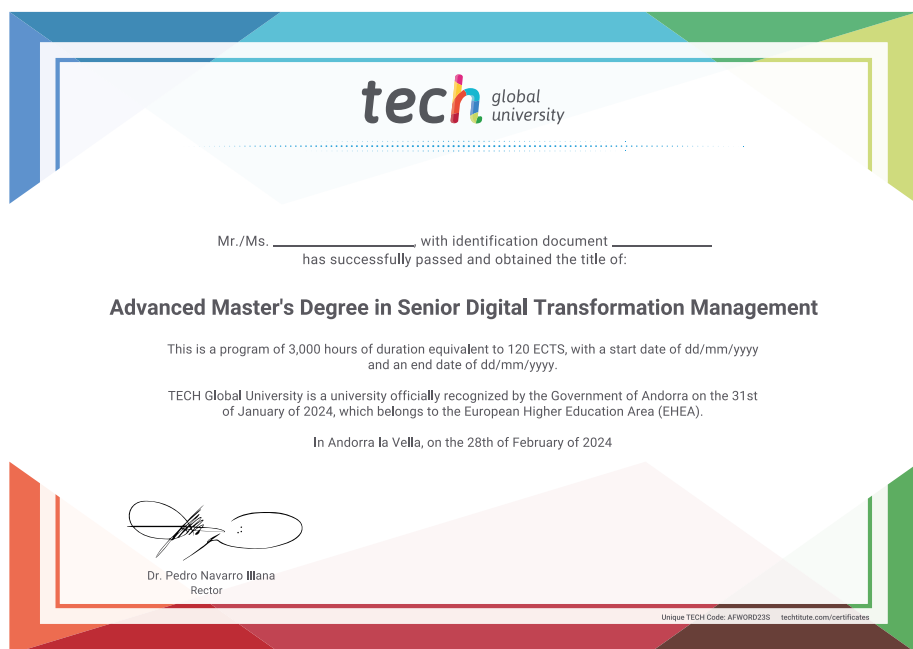 tech global university
Mr./Ms. ____________________, with identification document ______________
has successfully passed and obtained the title of:
Advanced Master's Degree in Senior Digital Transformation Management
This is a program of 3,000 hours of duration equivalent to 120 ECTS, with a start date of dd/mm/yyyy
and an end date of dd/mm/yyyy.
TECH Global University is a university officially recognized by the Government of Andorra on the 31st
of January of 2024, which belongs to the European Higher Education Area (EHEA).
In Andorra la Vella, on the 28th of February of 2024
Dr. Pedro Navarro Illana
Rector
Unique TECH Code: AFWORD23S techtitute.com/certificates